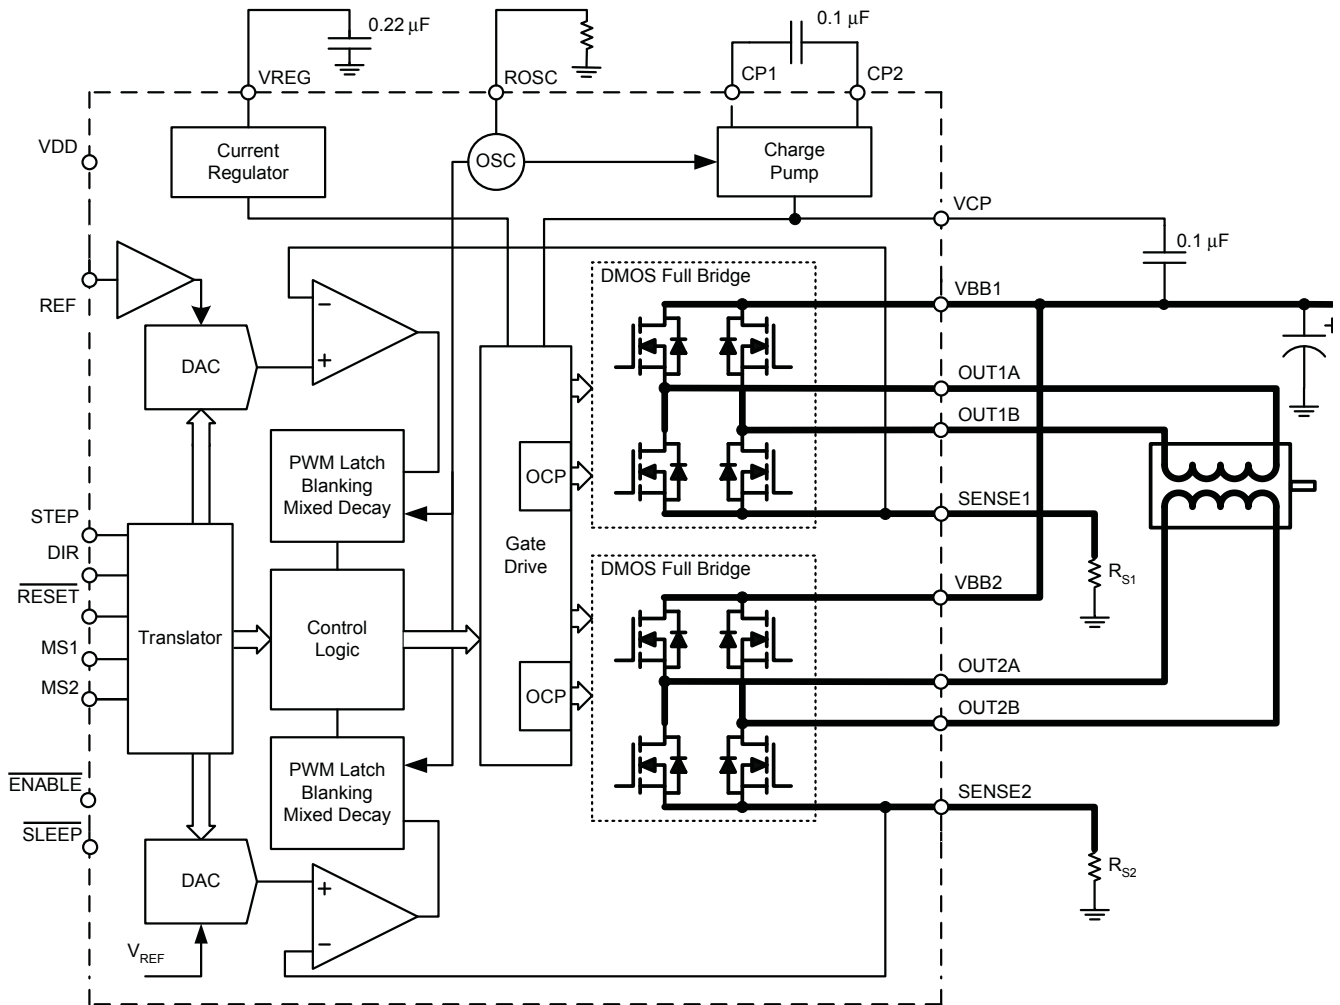 0.22 µF
0.1 µF
VREG
ROSC
CP1
CP2
VDD
Current
Regulator
OSC
Charge
Pump
VCP
0.1 µF
REF
DMOS Full Bridge
VBB1
+
−
+
DAC
OUT1A
OUT1B
PWM Latch
Blanking
Mixed Decay
OCP
SENSE1
STEP
DIR
RESET
MS1
MS2
Translator
Control
Logic
Gate
Drive
DMOS Full Bridge
RS1
VBB2
OUT2A
OCP
OUT2B
PWM Latch
Blanking
Mixed Decay
ENABLE
SLEEP
SENSE2
DAC
+
−
RS2
VREF